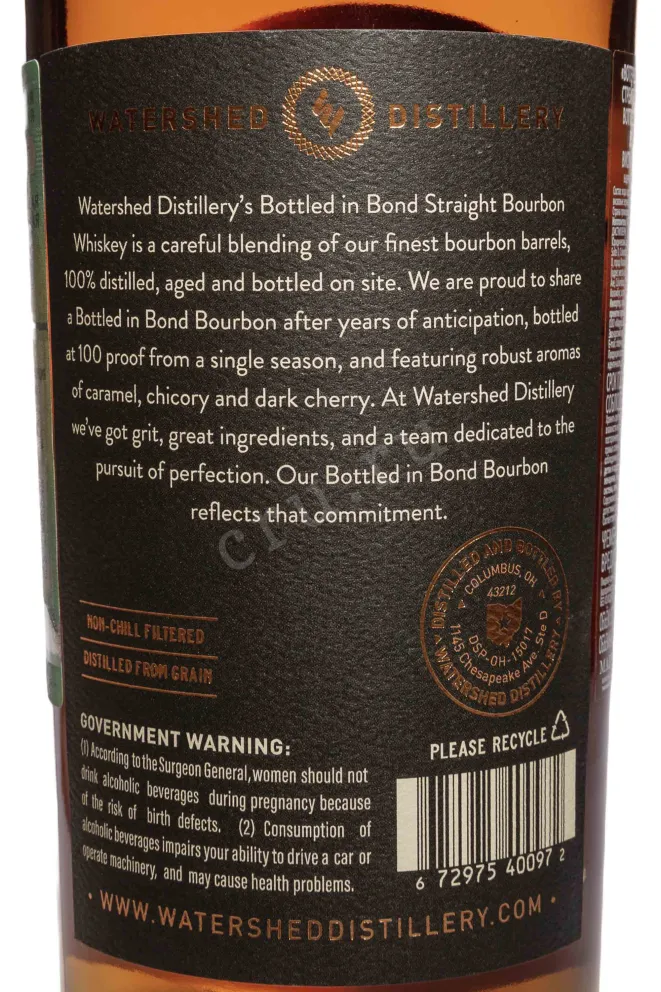 WATERSHED DISTILLERY
Watershed Distillery's Bottled in Bond Straight Bourbon
Whiskey is a careful blending of our finest bourbon barrels,
100% distilled, aged and bottled on site. We are proud to share
a Bottled in Bond Bourbon after years of anticipation, bottled
at 100 proof from a single season, and featuring robust aromas
of caramel, chicory and dark cherry. At Watershed Distillery
we've got grit, great ingredients, and a team dedicated to the
pursuit of perfection. Our Bottled in Bond Bourbon
reflects that commitment.
NON-CHILL FILTERED
DISTILLED FROM GRAIN
DISTILLED AND BOTTLED BY
WATERSHED DISTILLERY
COLUMBUS, OH
43212
DSP-OH-15017
1145 Chesapeake Ave. Ste D
GOVERNMENT WARNING:
(1) According to the Surgeon General, women should not
drink alcoholic beverages during pregnancy because
of the risk of birth defects. (2) Consumption of
alcoholic beverages impairs your ability to drive a car or
operate machinery, and may cause health problems.
PLEASE RECYCLE
6 72975 40097 2
• WWW.WATERSHEDDISTILLERY.COM •